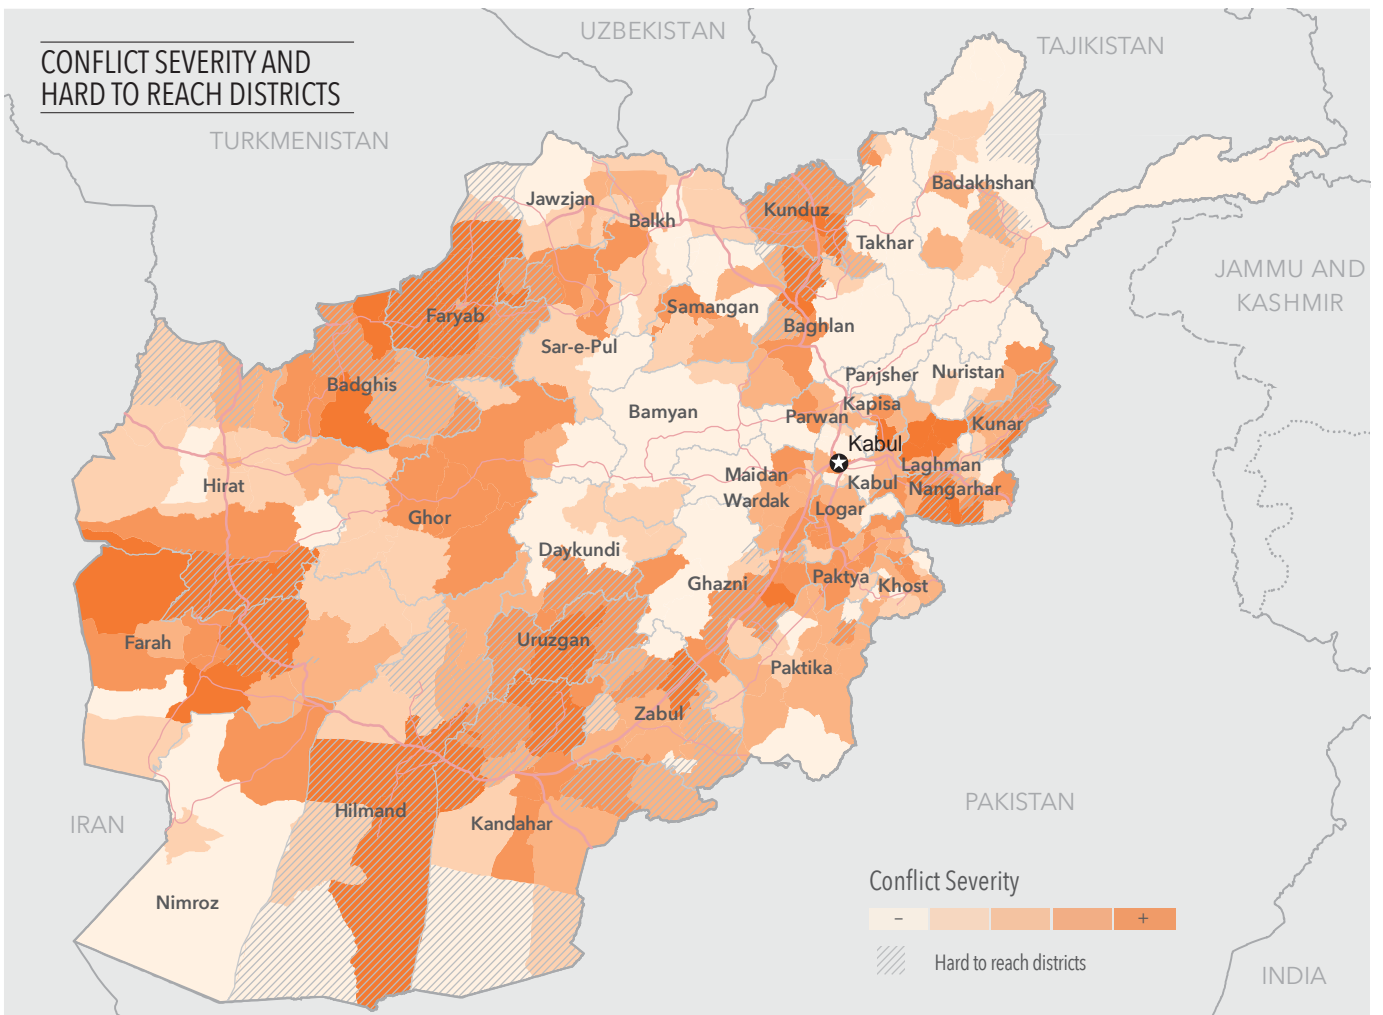 CONFLICT SEVERITY AND
HARD TO REACH DISTRICTS
UZBEKISTAN
TAJIKISTAN
TURKMENISTAN
JAMMU AND
KASHMIR
Jawzjan
Balkh
Kunduz
Badakhshan
Takhar
Faryab
Samangan
Baghlan
Sar-e-Pul
Badghis
Panjsher
Nuristan
Bamyan
Parwan
Kapisa
Kunar
Kabul
Hirat
Maidan
Wardak
Kabul
Laghman
Nangarhar
Ghor
Logar
Daykundi
Ghazni
Paktya
Khost
Farah
Uruzgan
Paktika
Zabul
Hilmand
Kandahar
Nimroz
IRAN
PAKISTAN
INDIA
Conflict Severity
– +
Hard to reach districts